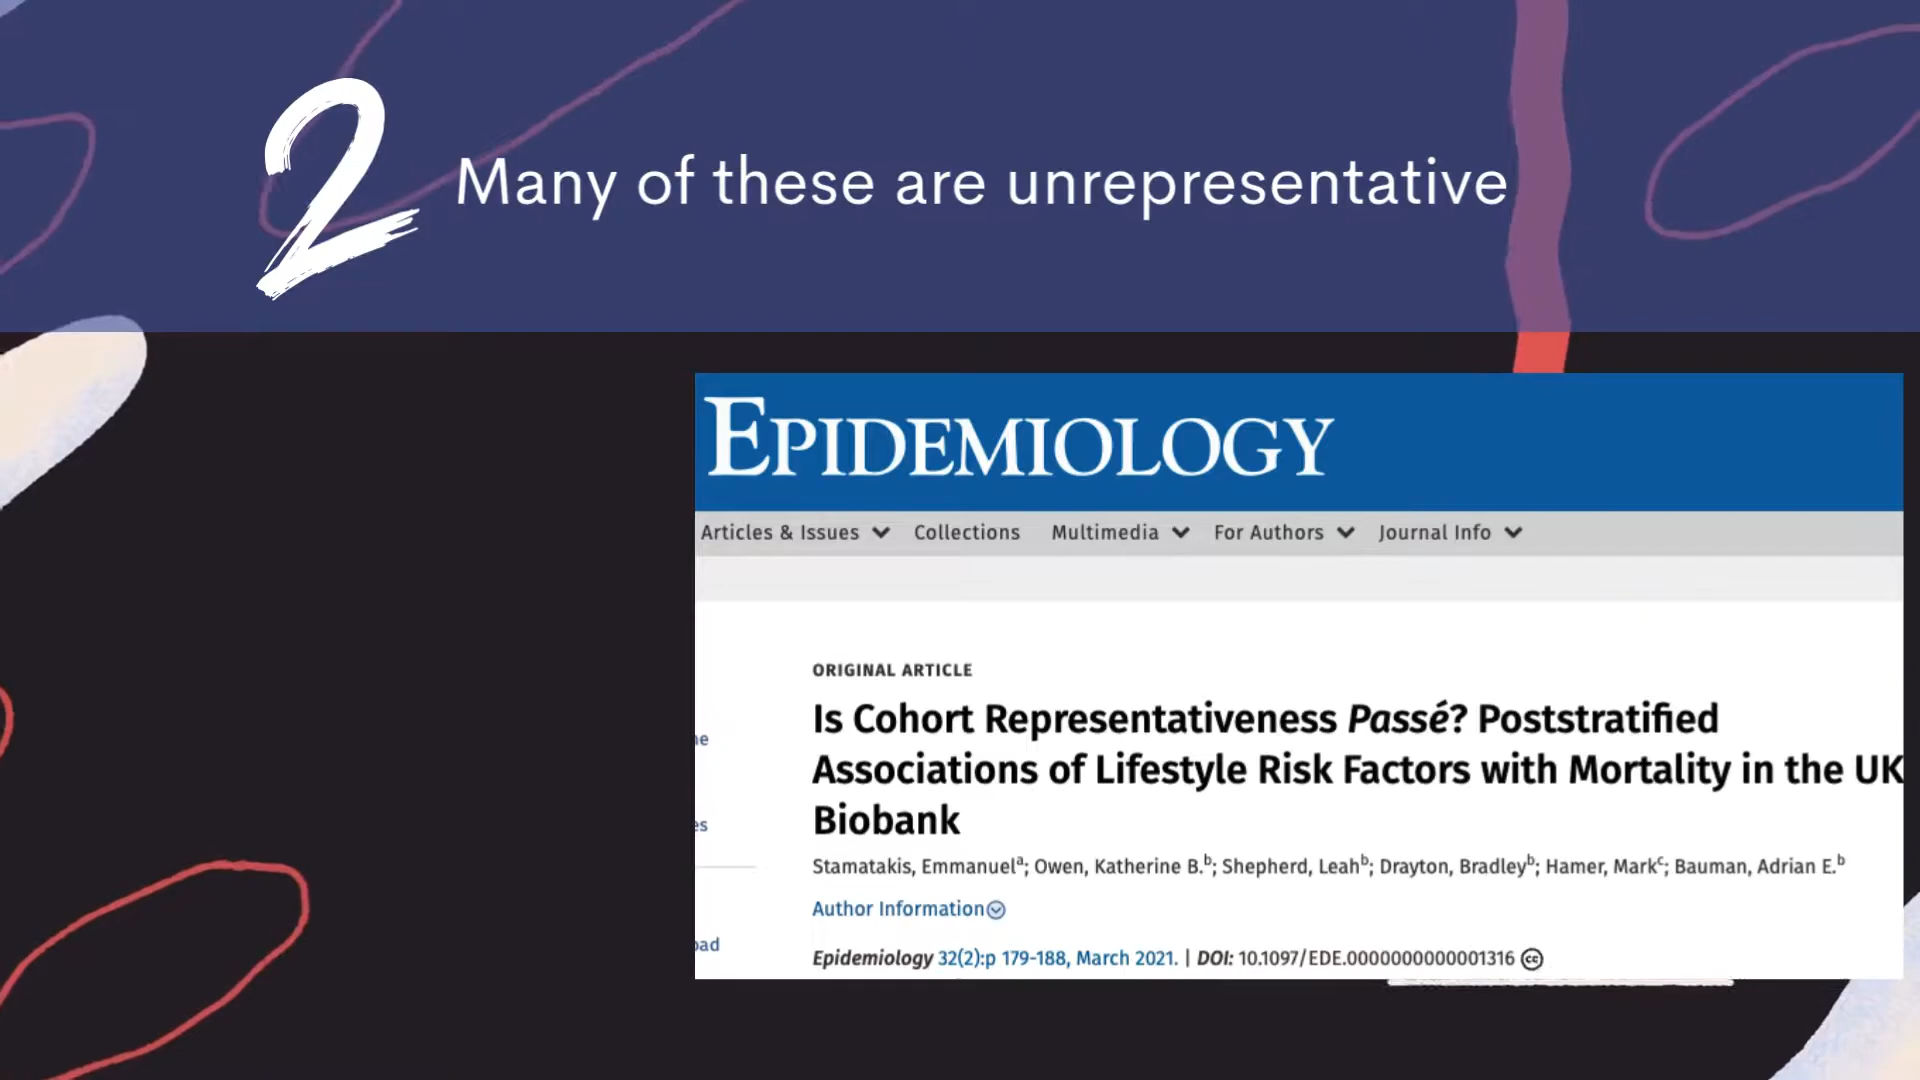 2 Many of these are unrepresentative
EPIDEMIOLOGY
Articles & Issues Collections Multimedia For Authors Journal Info
ORIGINAL ARTICLE
Is Cohort Representativeness Passé? Poststratified
Associations of Lifestyle Risk Factors with Mortality in the UK
Biobank
Stamatakis, Emmanuelᵃ; Owen, Katherine B.ᵇ; Shepherd, Leahᵇ; Drayton, Bradleyᵇ; Hamer, Markᶜ; Bauman, Adrian E.ᵇ
Author Information
Epidemiology 32(2):p 179-188, March 2021. | DOI: 10.1097/EDE.0000000000001316